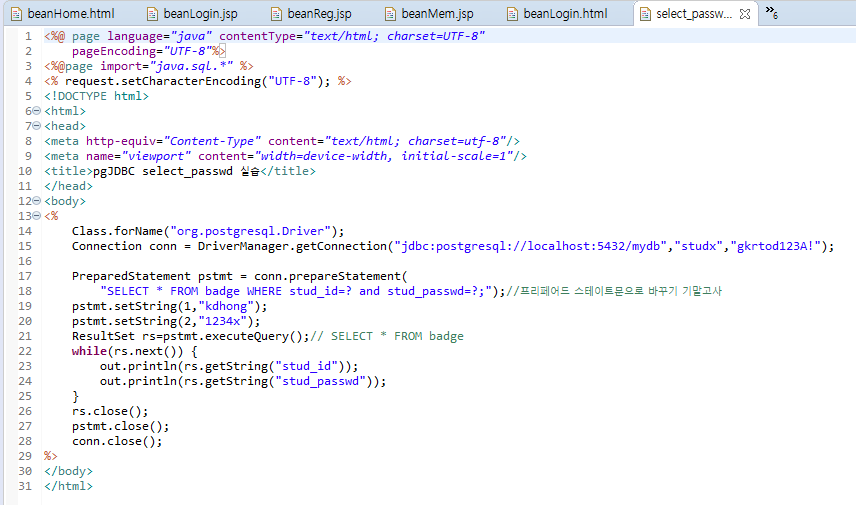 beanHome.html beanLogin.jsp beanReg.jsp beanMem.jsp beanLogin.html select_passw... »6
1 <%@ page language="java" contentType="text/html; charset=UTF-8"
2     pageEncoding="UTF-8"%>
3 <%@page import="java.sql.*" %>
4 <% request.setCharacterEncoding("UTF-8"); %>
5 <!DOCTYPE html>
6 <html>
7 <head>
8 <meta http-equiv="Content-Type" content="text/html; charset=utf-8"/>
9 <meta name="viewport" content="width=device-width, initial-scale=1"/>
10 <title>pgJDBC select_passwd 실습</title>
11 </head>
12 <body>
13 <%
14     Class.forName("org.postgresql.Driver");
15     Connection conn = DriverManager.getConnection("jdbc:postgresql://localhost:5432/mydb","studx","gkrtod123A!");
16
17     PreparedStatement pstmt = conn.prepareStatement(
18         "SELECT * FROM badge WHERE stud_id=? and stud_passwd=?;");//프리페어드 스테이트문으로 바꾸기 기말고사
19     pstmt.setString(1,"kdhong");
20     pstmt.setString(2,"1234x");
21     ResultSet rs=pstmt.executeQuery();// SELECT * FROM badge
22     while(rs.next()) {
23         out.println(rs.getString("stud_id"));
24         out.println(rs.getString("stud_passwd"));
25     }
26     rs.close();
27     pstmt.close();
28     conn.close();
29 %>
30 </body>
31 </html>